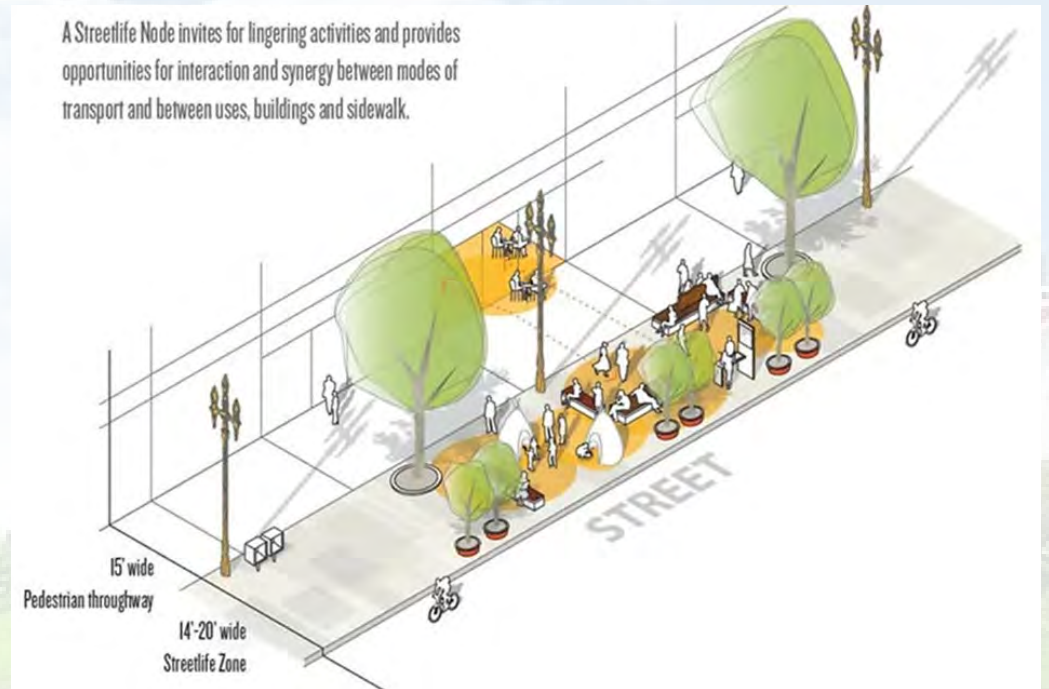 A Streetlife Node invites for lingering activities and provides
opportunities for interaction and synergy between modes of
transport and between uses, buildings and sidewalk.
STREET
15' wide
Pedestrian throughway
14'-20' wide
Streetlife Zone